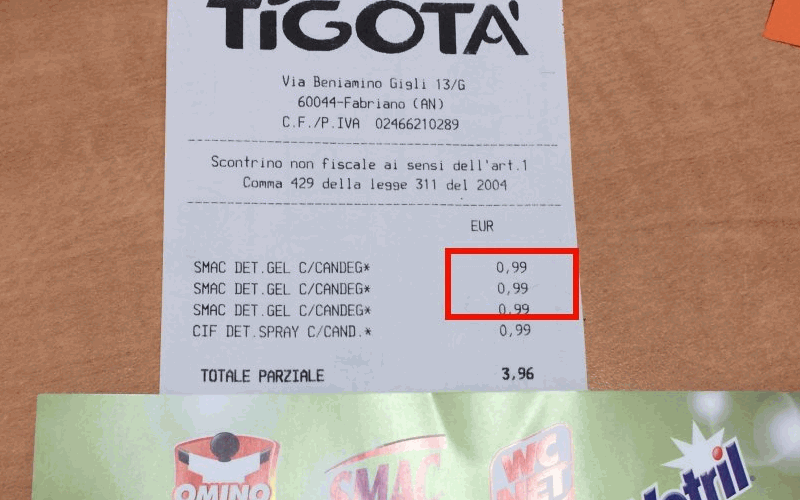 TIGOTA'
Via Beniamino Gigli 13/G
60044-Fabriano (AN)
C.F./P.IVA 02466210289
Scontrino non fiscale ai sensi dell'art.1
Comma 429 della legge 311 del 2004
EUR
SMAC DET.GEL C/CANDEG* 0,99
SMAC DET.GEL C/CANDEG* 0,99
SMAC DET.GEL C/CANDEG* 0,99
CIF DET.SPRAY C/CAND.* 0,99
TOTALE PARZIALE 3,96
OMINO
SMAC
WC
NET